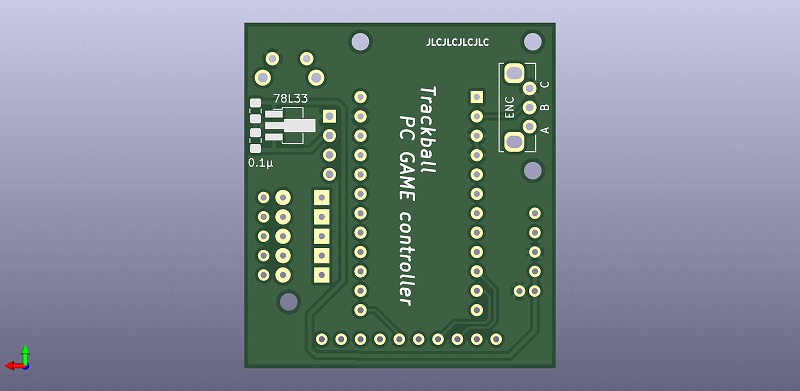 JLCJLCJLCJLC
78L33
0.1µ
ENC
C
B
A
Trackball
PC GAME controller